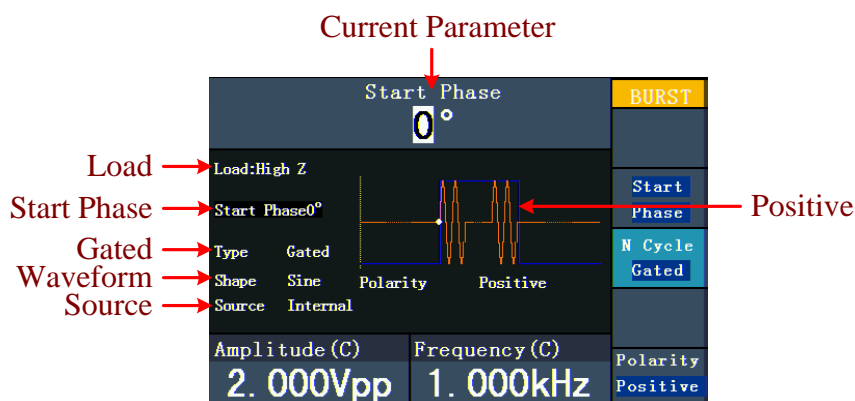 Current Parameter
Start Phase
0°
BURST
Load
Load:High Z
Start Phase
Start Phase0°
Start
Phase
Positive
Gated
Type Gated
N Cycle
Gated
Waveform
Shape Sine
Polarity Positive
Source
Source Internal
Amplitude(C)
Frequency(C)
2.000Vpp
1.000kHz
Polarity
Positive